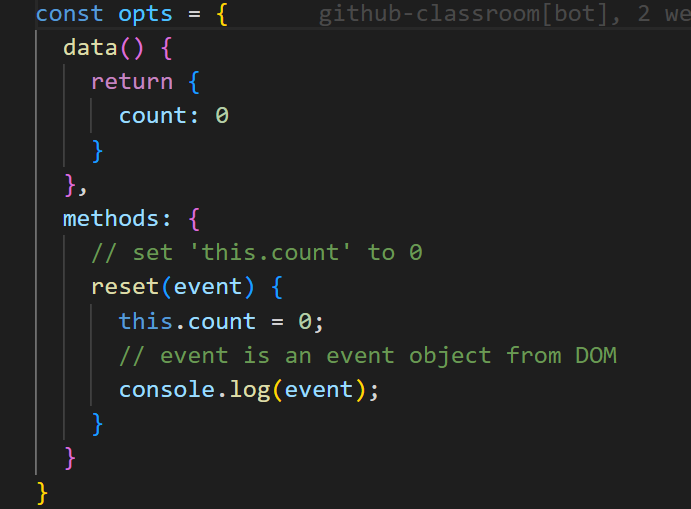 const opts = {     github-classroom[bot], 2 we
  data() {
    return {
      count: 0
    }
  },
  methods: {
    // set 'this.count' to 0
    reset(event) {
      this.count = 0;
      // event is an event object from DOM
      console.log(event);
    }
  }
}